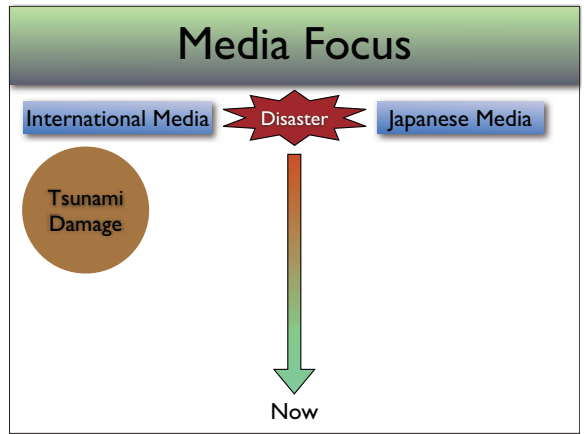 Media Focus
International Media
Disaster
Japanese Media
Tsunami
Damage
Now